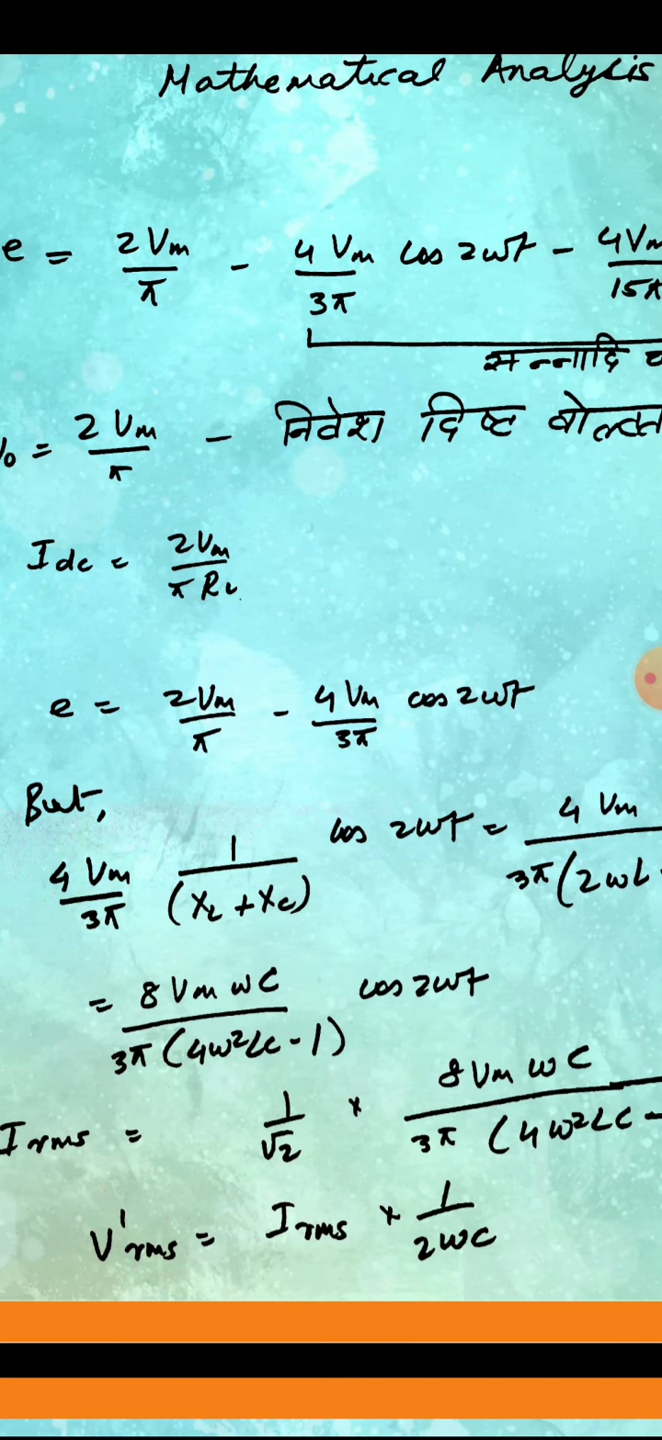 Mathematical Analysis
e = 2Vm/π - 4Vm/3π cos 2ωt - 4Vm/15π
सन्नादि
= 2Vm/π - निवेश दिष्ट
Idc = 2Vm/πRL
e = 2Vm/π - 4Vm/3π cos 2ωt
But,
4Vm/3π 1/(XL + Xc) cos 2ωt = 4Vm/3π(2ωL
= 8VmωC/3π(4ω²LC - 1) cos 2ωt
Irms = 1/√2 × 8VmωC/3π(4ω²LC -
V'rms = Irms × 1/2ωC